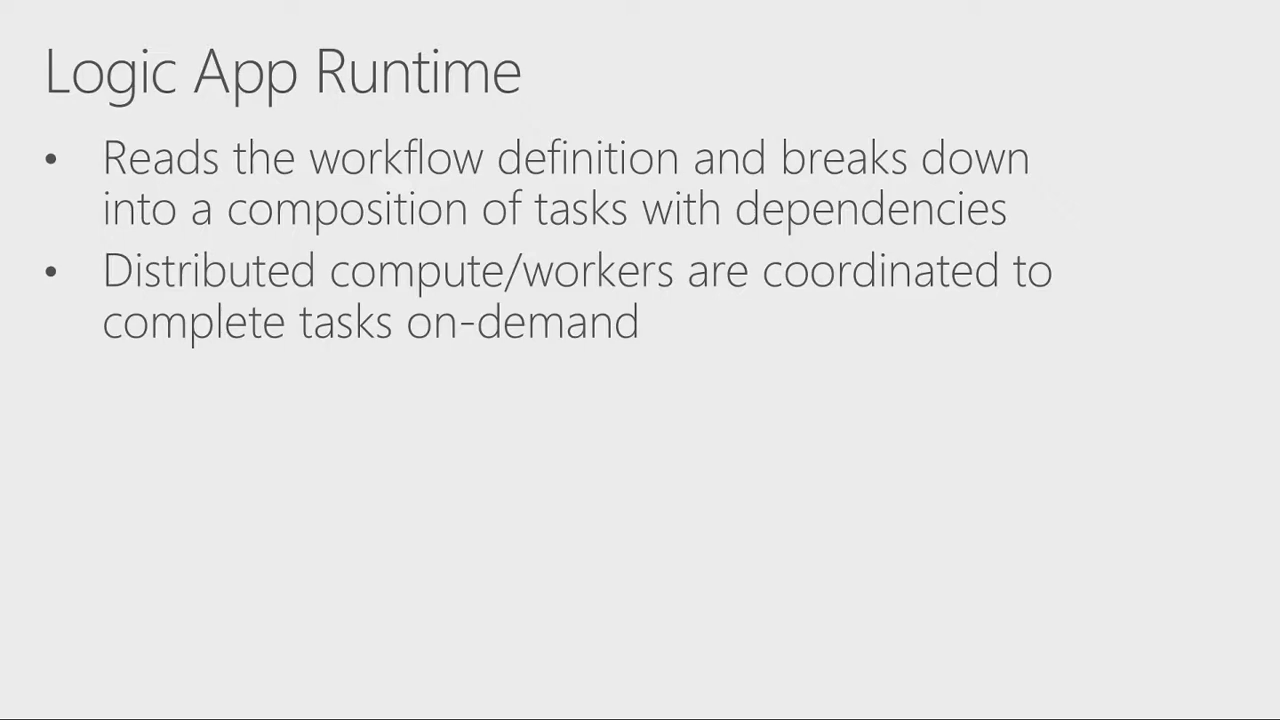 Logic App Runtime
• Reads the workflow definition and breaks down
into a composition of tasks with dependencies
• Distributed compute/workers are coordinated to
complete tasks on-demand